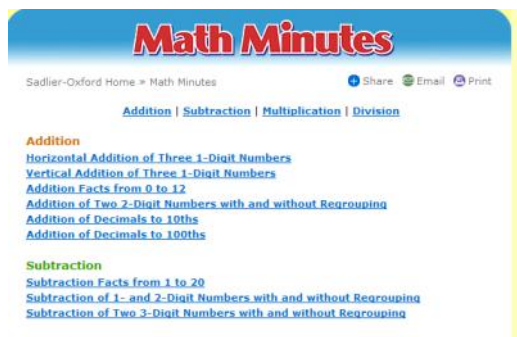 Math Minutes
Sadlier-Oxford Home » Math Minutes Share Email Print
Addition | Subtraction | Multiplication | Division
Addition
Horizontal Addition of Three 1-Digit Numbers
Vertical Addition of Three 1-Digit Numbers
Addition Facts from 0 to 12
Addition of Two 2-Digit Numbers with and without Regrouping
Addition of Decimals to 10ths
Addition of Decimals to 100ths
Subtraction
Subtraction Facts from 1 to 20
Subtraction of 1- and 2-Digit Numbers with and without Regrouping
Subtraction of Two 3-Digit Numbers with and without Regrouping